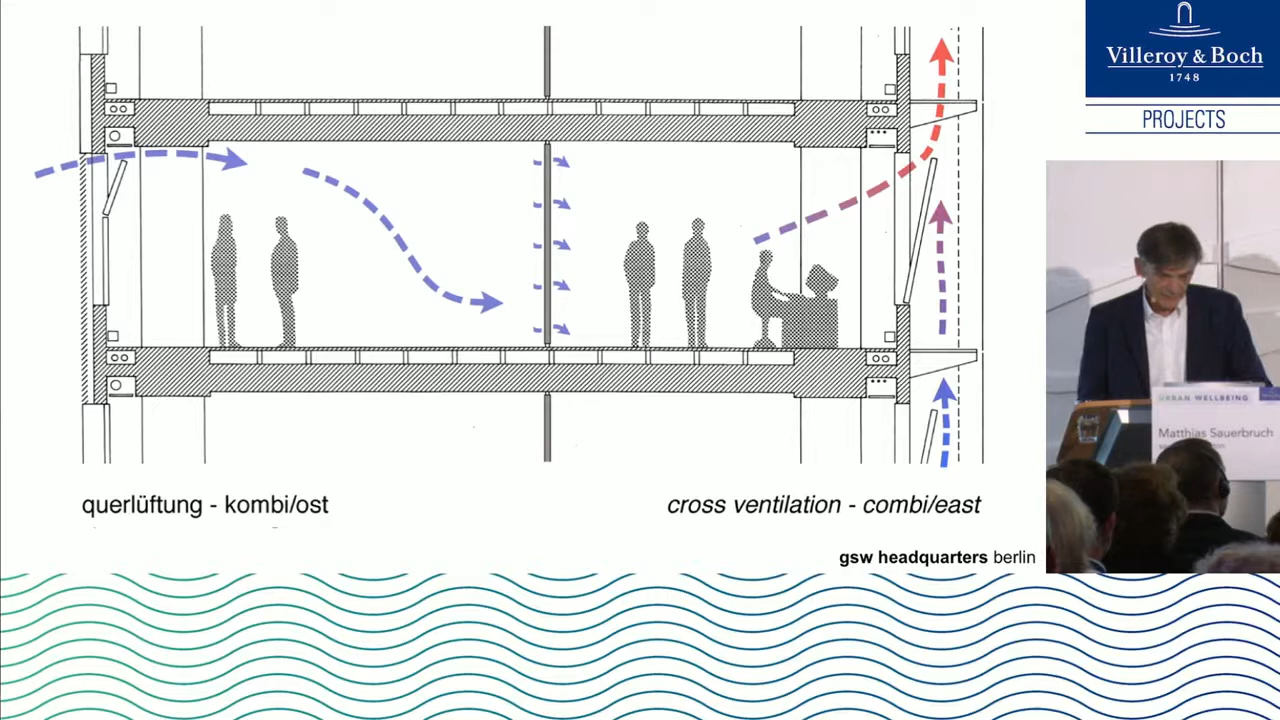 Villeroy & Boch
1748
PROJECTS
URBAN WELLBEING
Matthias Sauerbruch
querlüftung - kombi/ost
cross ventilation - combi/east
gsw headquarters berlin